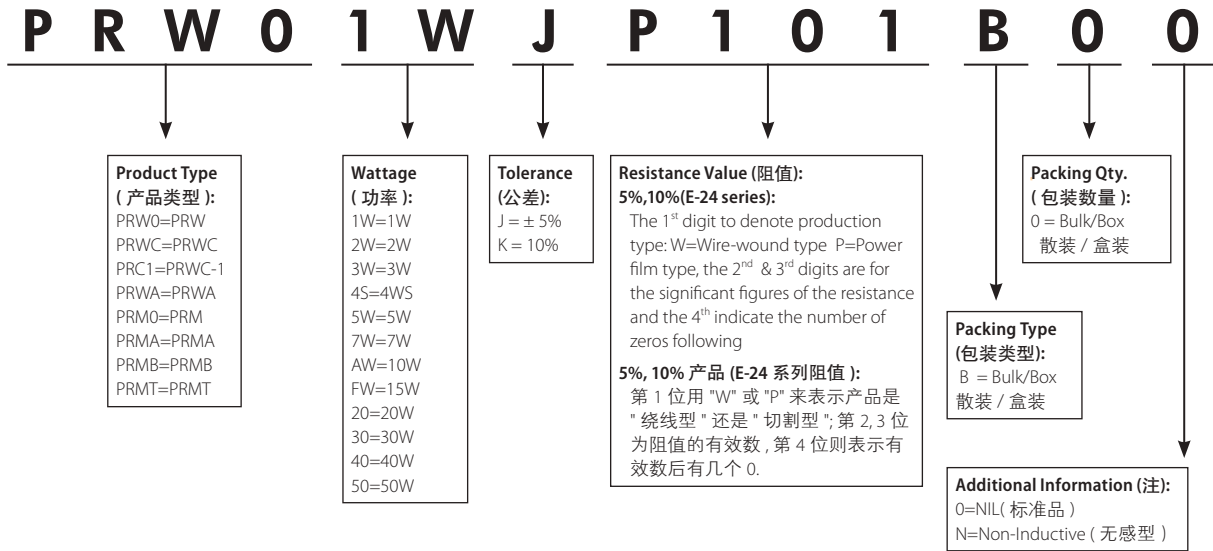 PRW01WJP101B00
Product Type
( 产品类型 ):
PRW0=PRW
PRWC=PRWC
PRC1=PRWC-1
PRWA=PRWA
PRM0=PRM
PRMA=PRMA
PRMB=PRMB
PRMT=PRMT
Wattage
( 功率 ):
1W=1W
2W=2W
3W=3W
4S=4WS
5W=5W
7W=7W
AW=10W
FW=15W
20=20W
30=30W
40=40W
50=50W
Tolerance
(公差):
J = ± 5%
K = 10%
Resistance Value (阻值):
5%,10%(E-24 series):
The 1st digit to denote production
type: W=Wire-wound type P=Power
film type, the 2nd & 3rd digits are for
the significant figures of the resistance
and the 4th indicate the number of
zeros following
5%, 10% 产品 (E-24 系列阻值 ):
第 1 位用 "W" 或 "P" 来表示产品是
" 绕线型 " 还是 " 切割型 "; 第 2, 3 位
为阻值的有效数 , 第 4 位则表示有
效数后有几个 0.
Packing Type
(包装类型):
B = Bulk/Box
散装 / 盒装
Packing Qty.
( 包装数量 ):
0 = Bulk/Box
散装 / 盒装
Additional Information (注):
0=NIL( 标准品 )
N=Non-Inductive ( 无感型 )